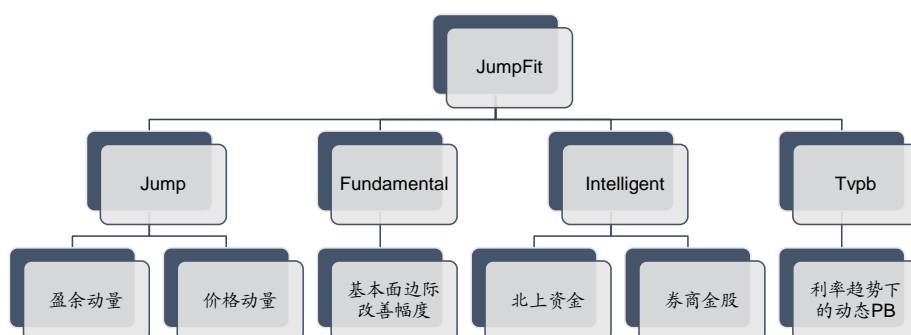 JumpFit
Jump
Fundamental
Intelligent
Tvpb
盈余动量
价格动量
基本面边际
改善幅度
北上资金
券商金股
利率趋势下
的动态PB